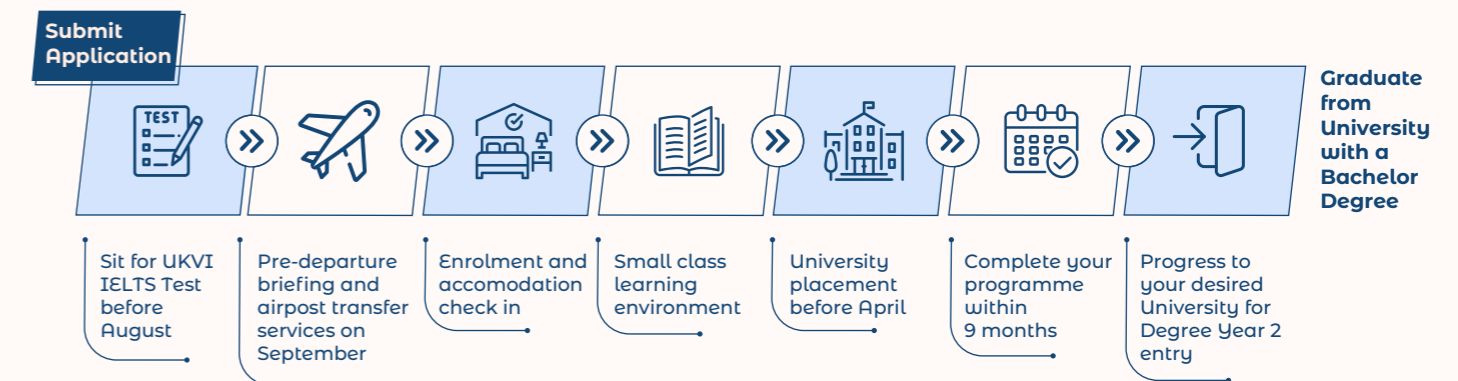 Submit
Application
TEST
Graduate
from
University
with a
Bachelor
Degree
Sit for UKVI
IELTS Test
before
August
Pre-departure
briefing and
airpost transfer
services on
September
Enrolment and
accomodation
check in
Small class
learning
environment
University
placement
before April
Complete your
programme
within
9 months
Progress to
your desired
University for
Degree Year 2
entry